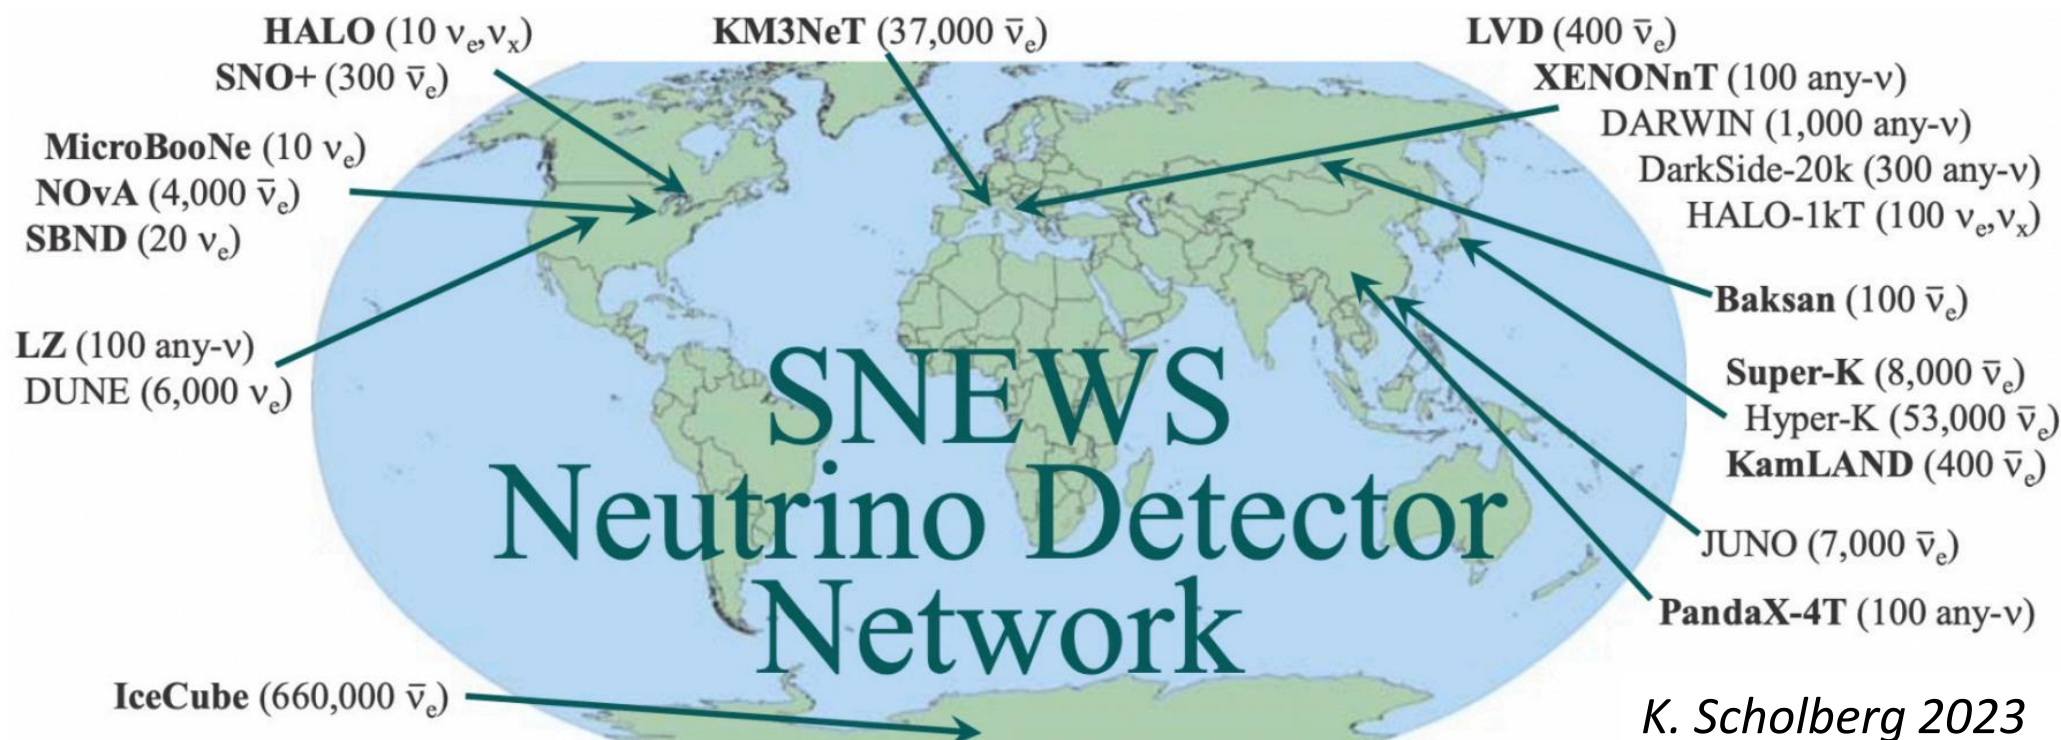 HALO (10 νₑ,νₓ)
SNO+ (300 ν̅ₑ)
KM3NeT (37,000 ν̅ₑ)
LVD (400 ν̅ₑ)
XENONnT (100 any-ν)
DARWIN (1,000 any-ν)
DarkSide-20k (300 any-ν)
HALO-1kT (100 νₑ,νₓ)
MicroBooNe (10 νₑ)
NOvA (4,000 ν̅ₑ)
SBND (20 νₑ)
Baksan (100 ν̅ₑ)
LZ (100 any-ν)
DUNE (6,000 νₑ)
Super-K (8,000 ν̅ₑ)
Hyper-K (53,000 ν̅ₑ)
KamLAND (400 ν̅ₑ)
SNEWS
Neutrino Detector
Network
JUNO (7,000 ν̅ₑ)
PandaX-4T (100 any-ν)
IceCube (660,000 ν̅ₑ)
K. Scholberg 2023